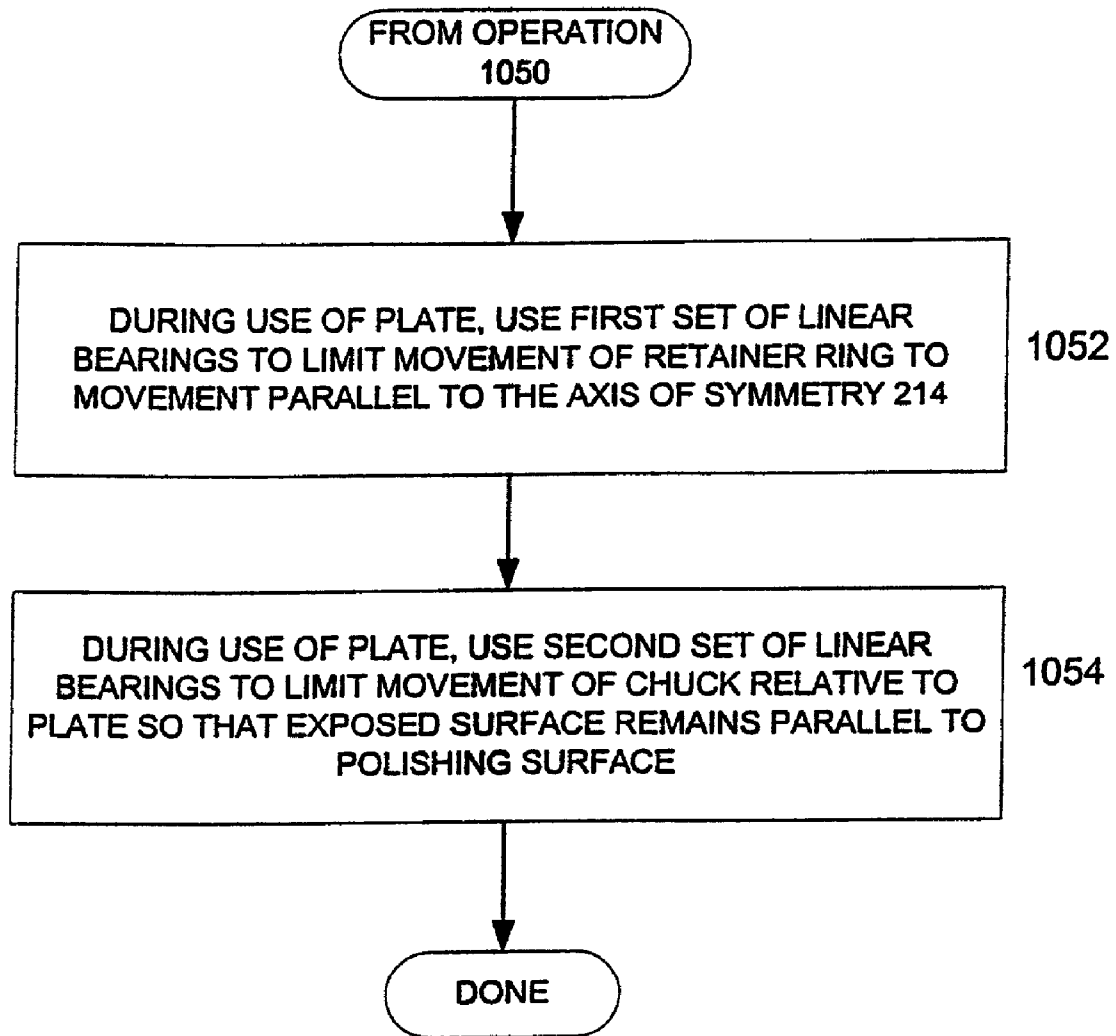 FROM OPERATION
1050
DURING USE OF PLATE, USE FIRST SET OF LINEAR
BEARINGS TO LIMIT MOVEMENT OF RETAINER RING TO
MOVEMENT PARALLEL TO THE AXIS OF SYMMETRY 214
1052
DURING USE OF PLATE, USE SECOND SET OF LINEAR
BEARINGS TO LIMIT MOVEMENT OF CHUCK RELATIVE TO
PLATE SO THAT EXPOSED SURFACE REMAINS PARALLEL TO
POLISHING SURFACE
1054
DONE